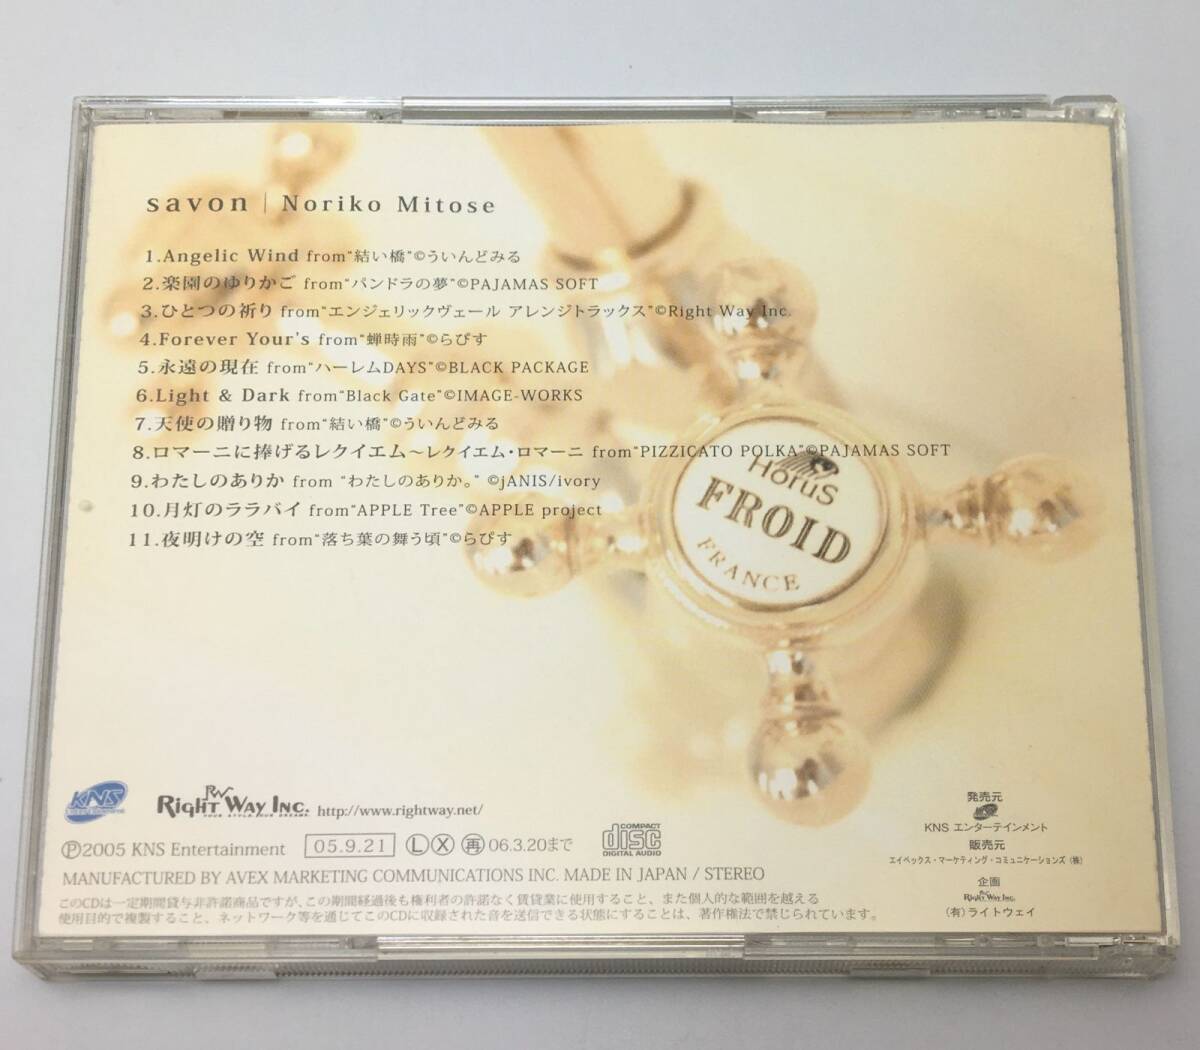 savon | Noriko Mitose
1.Angelic Wind from"結い橋"©ういんどみる
2.楽園のゆりかご from"パンドラの夢"©PAJAMAS SOFT
3.ひとつの祈り from"エンジェリックヴェール アレンジトラックス"©Right Way Inc.
4.Forever Your's from"蝉時雨"©らぴす
5.永遠の現在 from"ハーレムDAYS"©BLACK PACKAGE
6.Light & Dark from"Black Gate"©IMAGE-WORKS
7.天使の贈り物 from"結い橋"©ういんどみる
8.ロマーニに捧げるレクイエム～レクイエム・ロマーニ from"PIZZICATO POLKA"©PAJAMAS SOFT
9.わたしのありか from "わたしのありか。" ©jANIS/ivory
10.月灯のララバイ from"APPLE Tree"©APPLE project
11.夜明けの空 from"落ち葉の舞う頃"©らぴす
Horus
FROID
FRANCE
KNS
RW
Right Way Inc.
YOUR STYLE, OUR DREAMS.
http://www.rightway.net/
℗2005 KNS Entertainment 05.9.21 Ⓛ Ⓧ 再 06.3.20まで
COMPACT
disc
DIGITAL AUDIO
MANUFACTURED BY AVEX MARKETING COMMUNICATIONS INC. MADE IN JAPAN / STEREO
このCDは一定期間貸与非許諾商品ですが、この期間経過後も権利者の許諾なく賃貸業に使用すること、また個人的な範囲を越える
使用目的で複製すること、ネットワーク等を通じてこのCDに収録された音を送信できる状態にすることは、著作権法で禁じられています。
発売元
KNS
KNS エンターテインメント
販売元
エイベックス・マーケティング・コミュニケーションズ（株）
企画
Right Way Inc.
（有）ライトウェイ